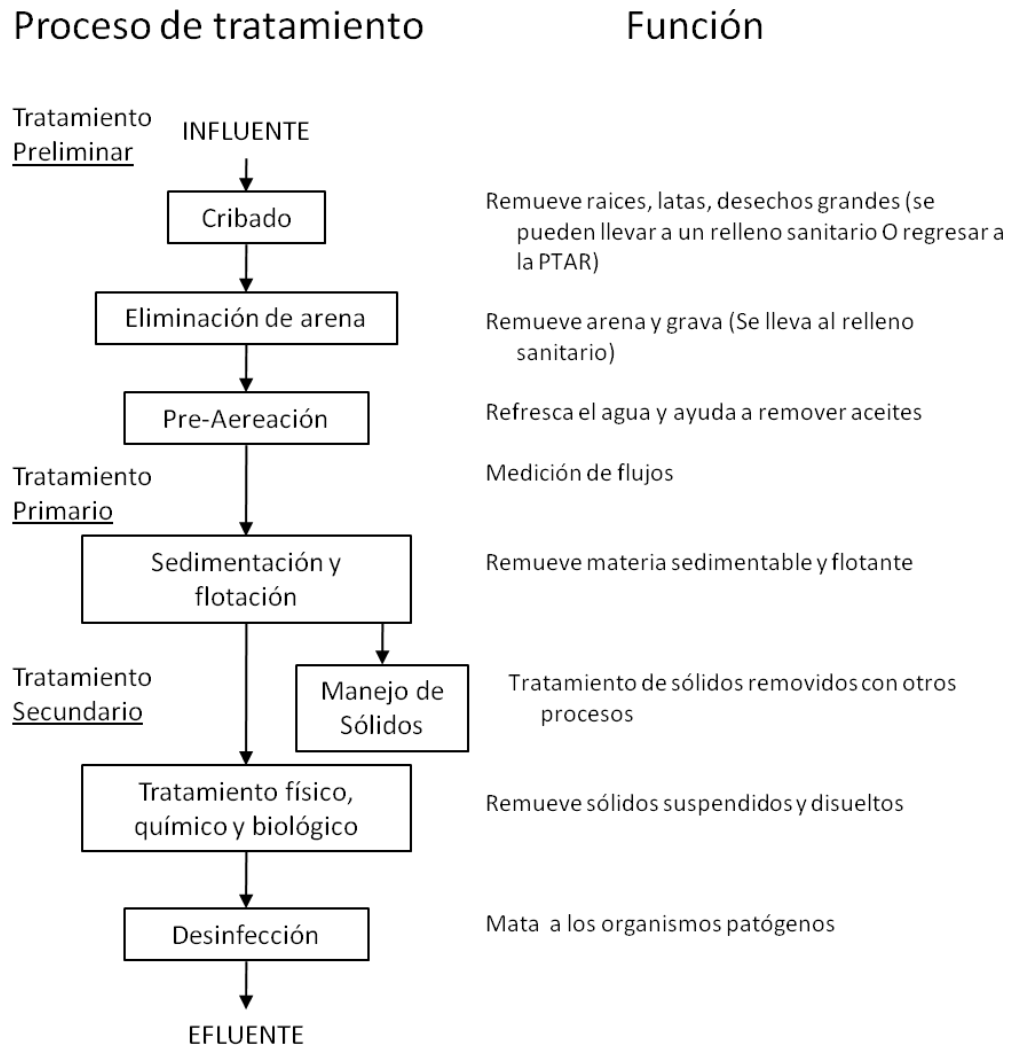 Proceso de tratamiento
Función
Tratamiento
Preliminar
INFLUENTE
Cribado
Remueve raices, latas, desechos grandes (se
pueden llevar a un relleno sanitario O regresar a
la PTAR)
Eliminación de arena
Remueve arena y grava (Se lleva al relleno
sanitario)
Pre-Aereación
Refresca el agua y ayuda a remover aceites
Tratamiento
Primario
Medición de flujos
Sedimentación y
flotación
Remueve materia sedimentable y flotante
Tratamiento
Secundario
Manejo de
Sólidos
Tratamiento de sólidos removidos con otros
procesos
Tratamiento físico,
químico y biológico
Remueve sólidos suspendidos y disueltos
Desinfección
Mata a los organismos patógenos
EFLUENTE